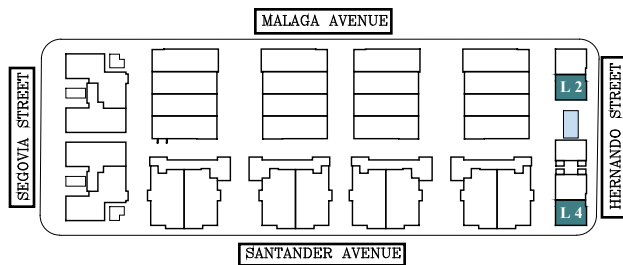 MALAGA AVENUE
SEGOVIA STREET
L 2
HERNANDO STREET
L 4
SANTANDER AVENUE